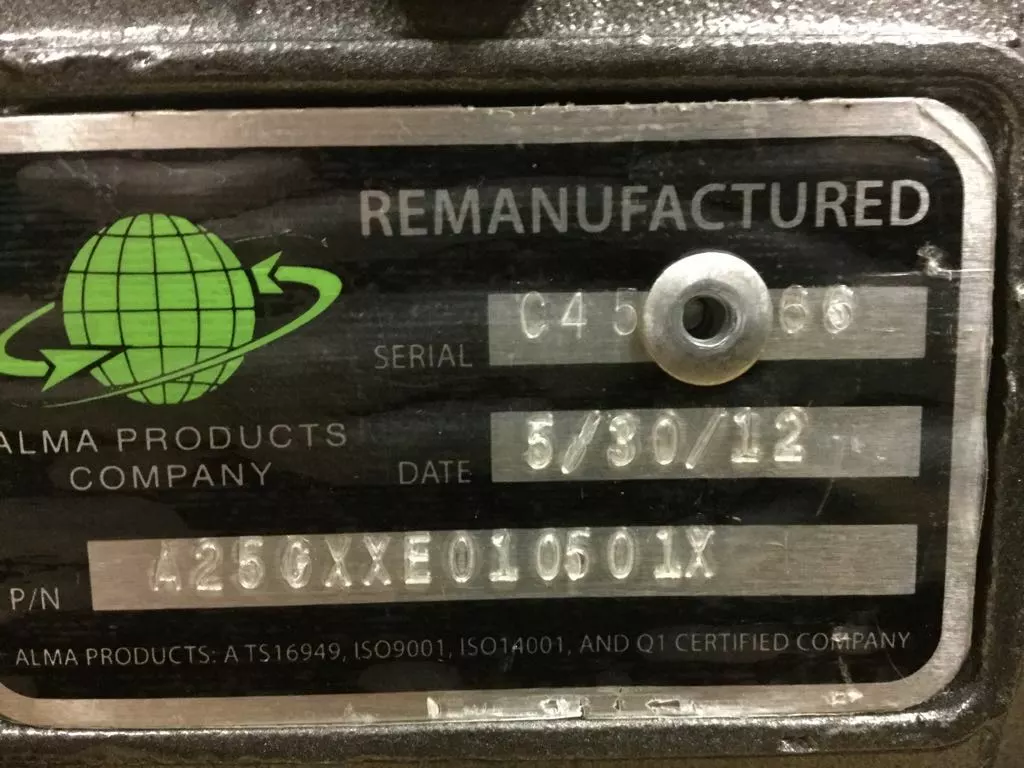 REMANUFACTURED
SERIAL C45 66
ALMA PRODUCTS
COMPANY
DATE 5/30/12
P/N A25GXXE010501X
ALMA PRODUCTS: A TS16949, ISO9001, ISO14001, AND Q1 CERTIFIED COMPANY